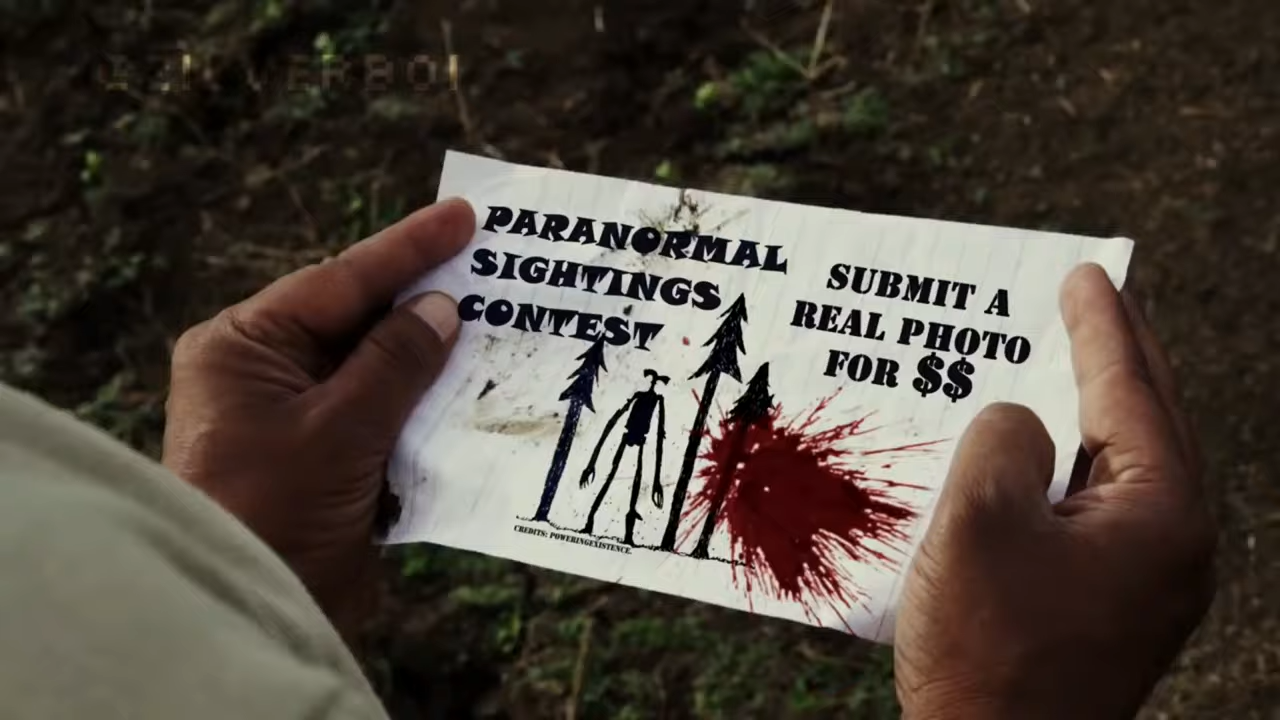 PARANORMAL
SIGHTINGS
CONTEST
SUBMIT A
REAL PHOTO
FOR $$
CREDITS: POWERINGEXISTENCE.